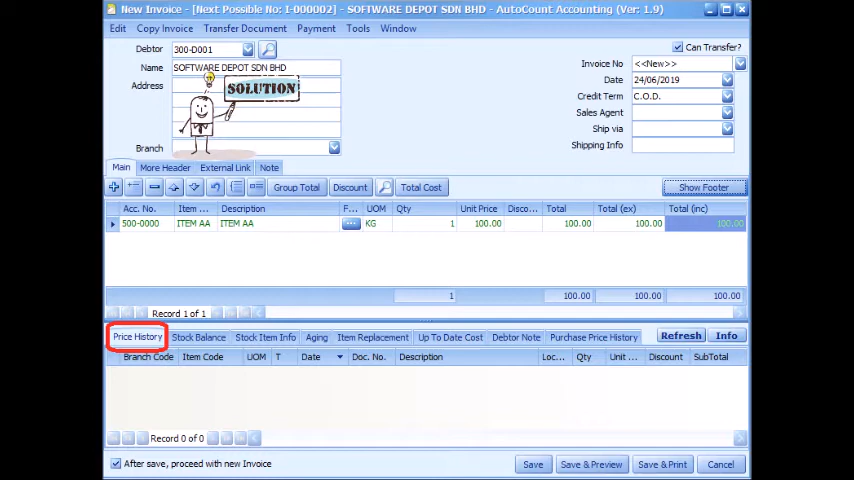 New Invoice - [Next Possible No: I-000002] - SOFTWARE DEPOT SDN BHD - AutoCount Accounting (Ver: 1.9)
Edit Copy Invoice Transfer Document Payment Tools Window
Debtor 300-D001
Can Transfer?
Name SOFTWARE DEPOT SDN BHD
Invoice No <<New>>
Address
Date 24/06/2019
SOLUTION
Credit Term C.O.D.
Sales Agent
Ship via
Branch
Shipping Info
Main More Header External Link Note
Group Total Discount Total Cost Show Footer
Acc. No. Item ... Description F... UOM Qty Unit Price Disco... Total Total (ex) Total (inc)
500-0000 ITEM AA ITEM AA KG 1 100.00 100.00 100.00 100.00
1 100.00 100.00 100.00
Record 1 of 1
Price History Stock Balance Stock Item Info Aging Item Replacement Up To Date Cost Debtor Note Purchase Price History Refresh Info
Branch Code Item Code UOM T Date Doc. No. Description Loc... Qty Unit ... Discount SubTotal
Record 0 of 0
After save, proceed with new Invoice Save Save & Preview Save & Print Cancel